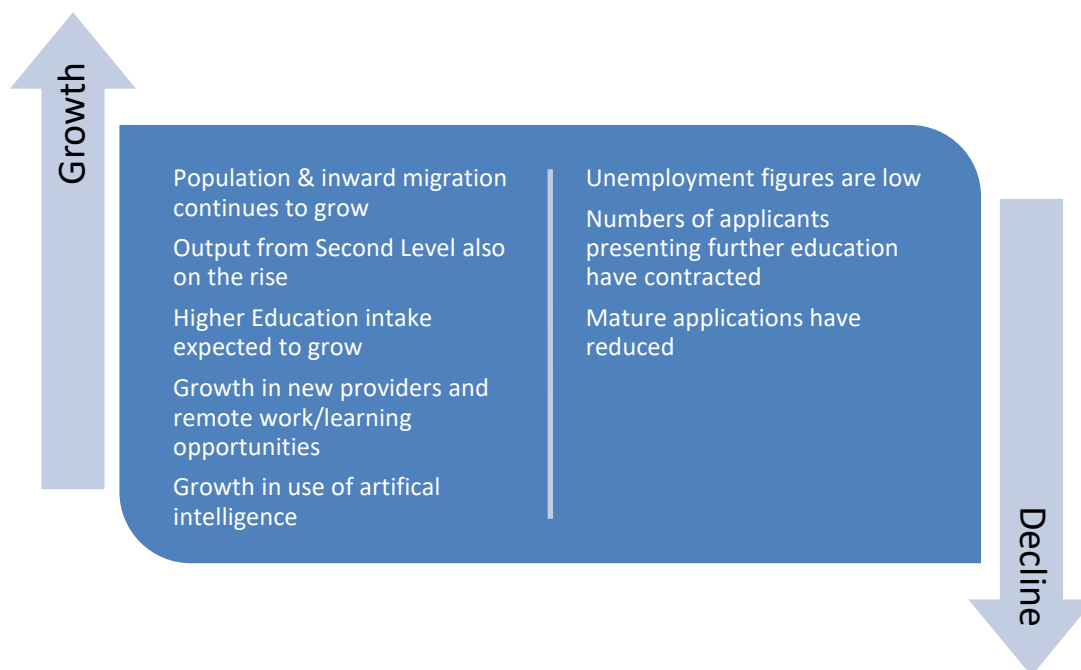 Growth
Population & inward migration
continues to grow
Output from Second Level also
on the rise
Higher Education intake
expected to grow
Growth in new providers and
remote work/learning
opportunities
Growth in use of artifical
intelligence
Unemployment figures are low
Numbers of applicants
presenting further education
have contracted
Mature applications have
reduced
Decline